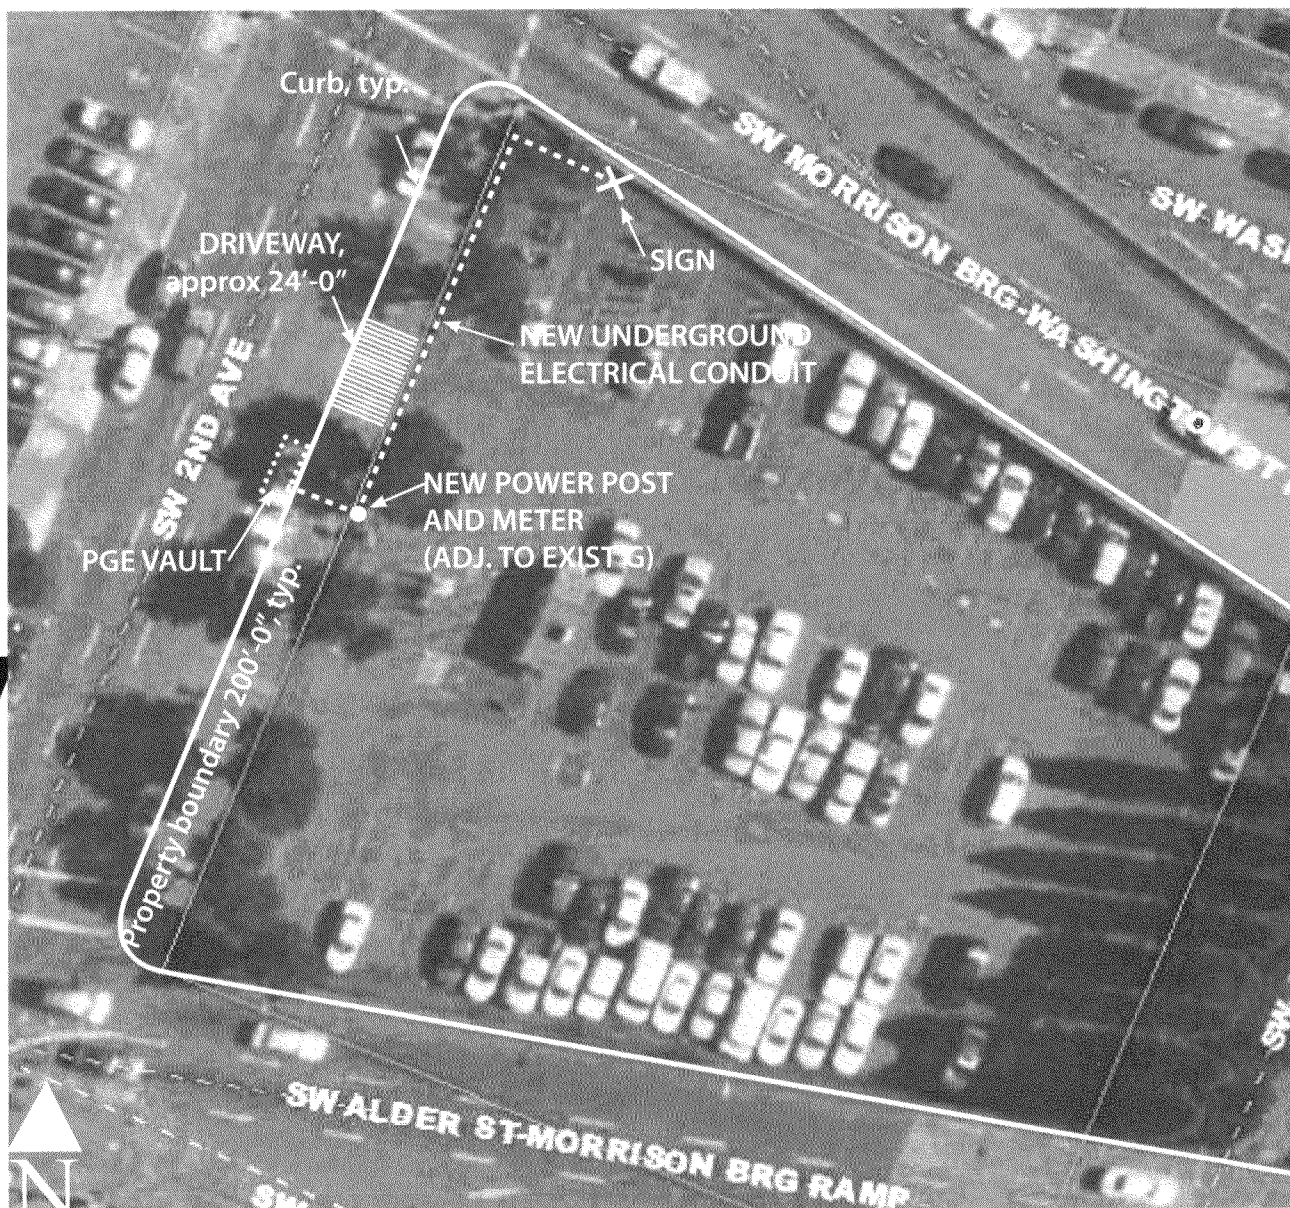 Curb, typ.
SW MORRISON BRG-WASHINGTON ST
SW WASH
DRIVEWAY,
approx 24'-0"
SIGN
NEW UNDERGROUND
ELECTRICAL CONDUIT
SW 2ND AVE
NEW POWER POST
AND METER
(ADJ. TO EXIST'G)
PGE VAULT
Property boundary 200'-0", typ.
SW
SW ALDER ST-MORRISON BRG RAMP
SW
N